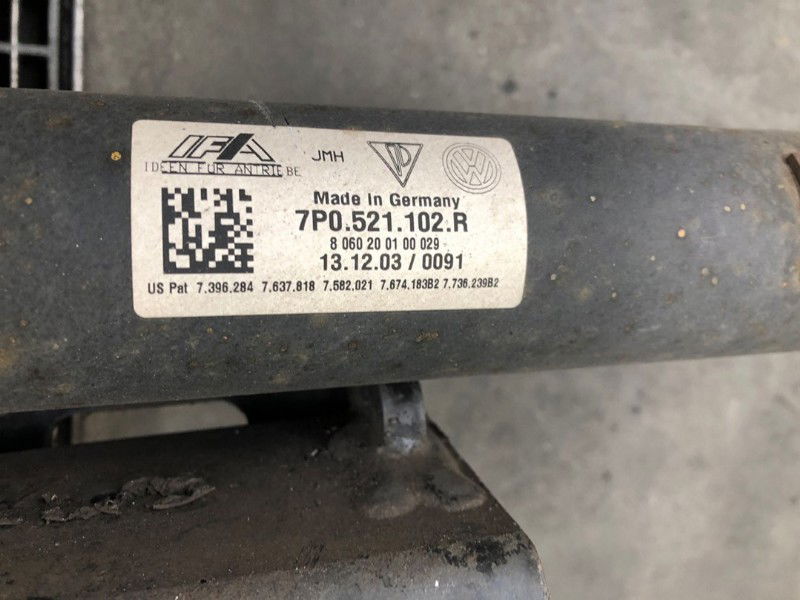 IFA
JMH
IDEEN FÜR ANTRIEBE
Made in Germany
7P0.521.102.R
8 060 20 01 00 029
13.12.03 / 0091
US Pat 7.396.284 7.637.818 7.582.021 7.674.183B2 7.736.239B2